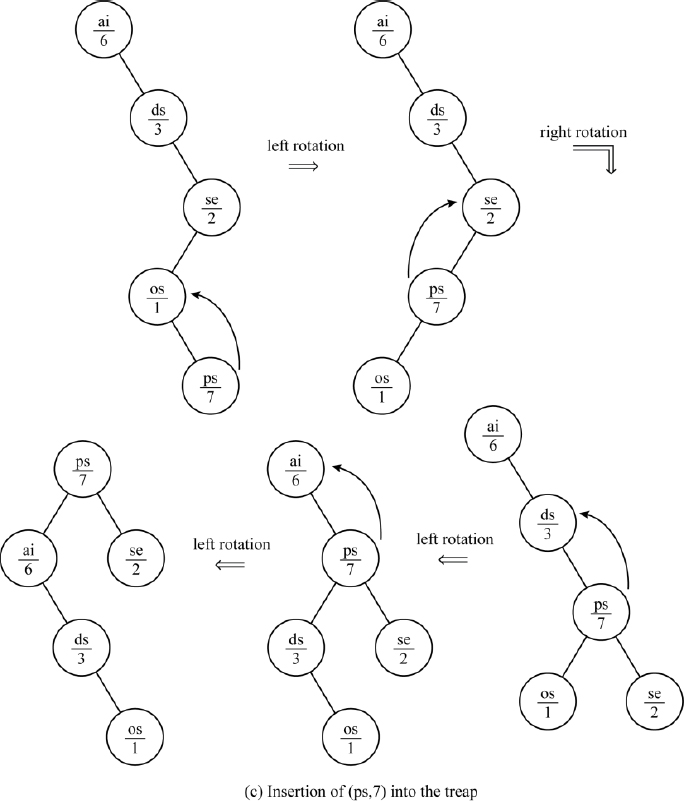 ai
6
ds
3
se
2
os
1
ps
7
left rotation
ai
6
ds
3
se
2
ps
7
os
1
right rotation
ai
6
ds
3
ps
7
os
1
se
2
left rotation
ai
6
ps
7
ds
3
se
2
os
1
left rotation
ps
7
ai
6
se
2
ds
3
os
1
(c) Insertion of (ps,7) into the treap